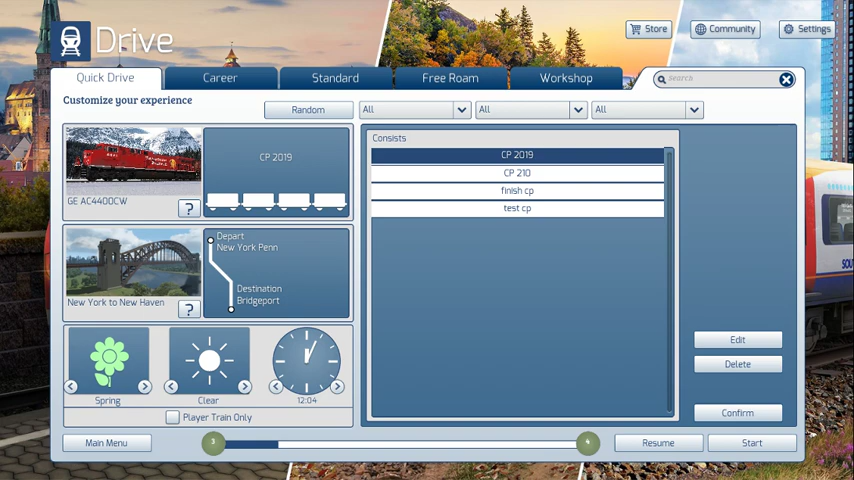 Drive
Store
Community
Settings
Quick Drive
Career
Standard
Free Roam
Workshop
Search
Customize your experience
Random
All
All
All
GE AC4400CW
?
CP 2019
Consists
CP 2019
CP 210
finish cp
test cp
New York to New Haven
?
Depart
New York Penn
Destination
Bridgeport
Spring
Clear
12:04
Player Train Only
Edit
Delete
Confirm
Main Menu
3
4
Resume
Start